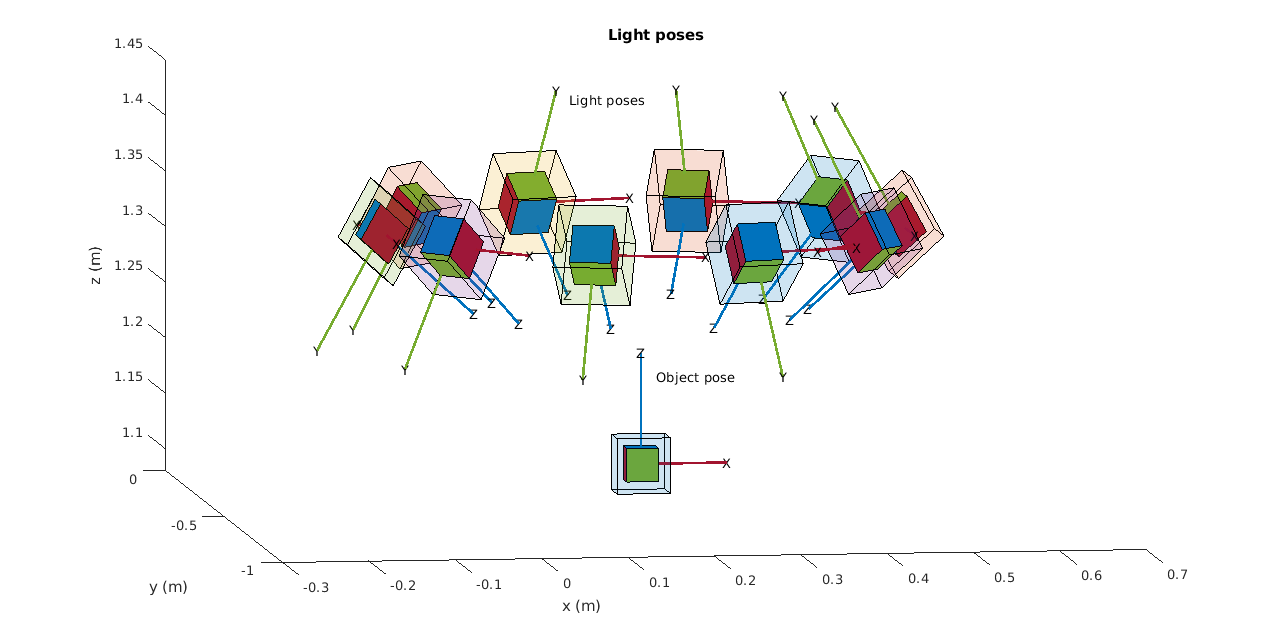 Light poses
1.45
1.4
1.35
1.3
1.25
1.2
1.15
1.1
z (m)
0
-0.5
-1
y (m)
-0.3
-0.2
-0.1
0
0.1
0.2
0.3
0.4
0.5
0.6
0.7
x (m)
Light poses
Y
Y
Y
Y
Y
X
X
X
X
X
X
X
X
X
X
Z
Z
Z
Z
Z
Z
Z
Z
Z
Z
Y
Y
Y
Y
Y
Z
Object pose
X